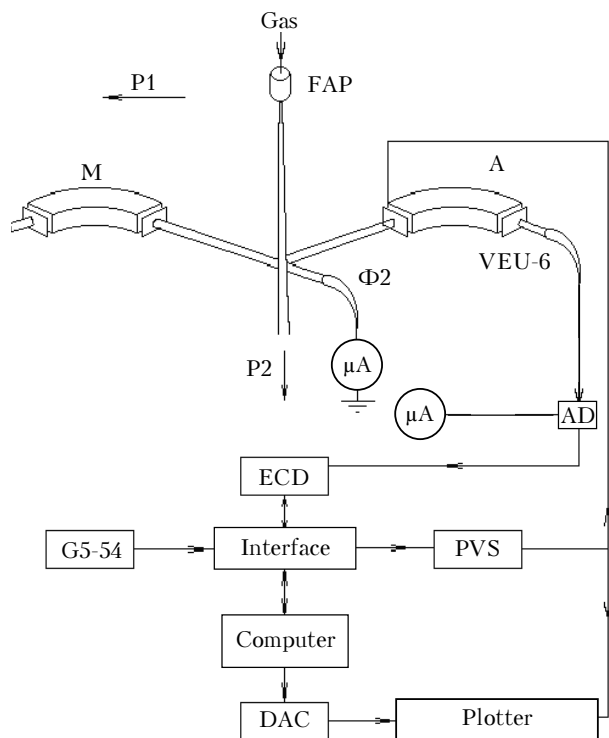 Gas
FAP
P1
M
A
VEU-6
Φ2
P2
μA
μA
AD
ECD
G5-54
Interface
PVS
Computer
DAC
Plotter